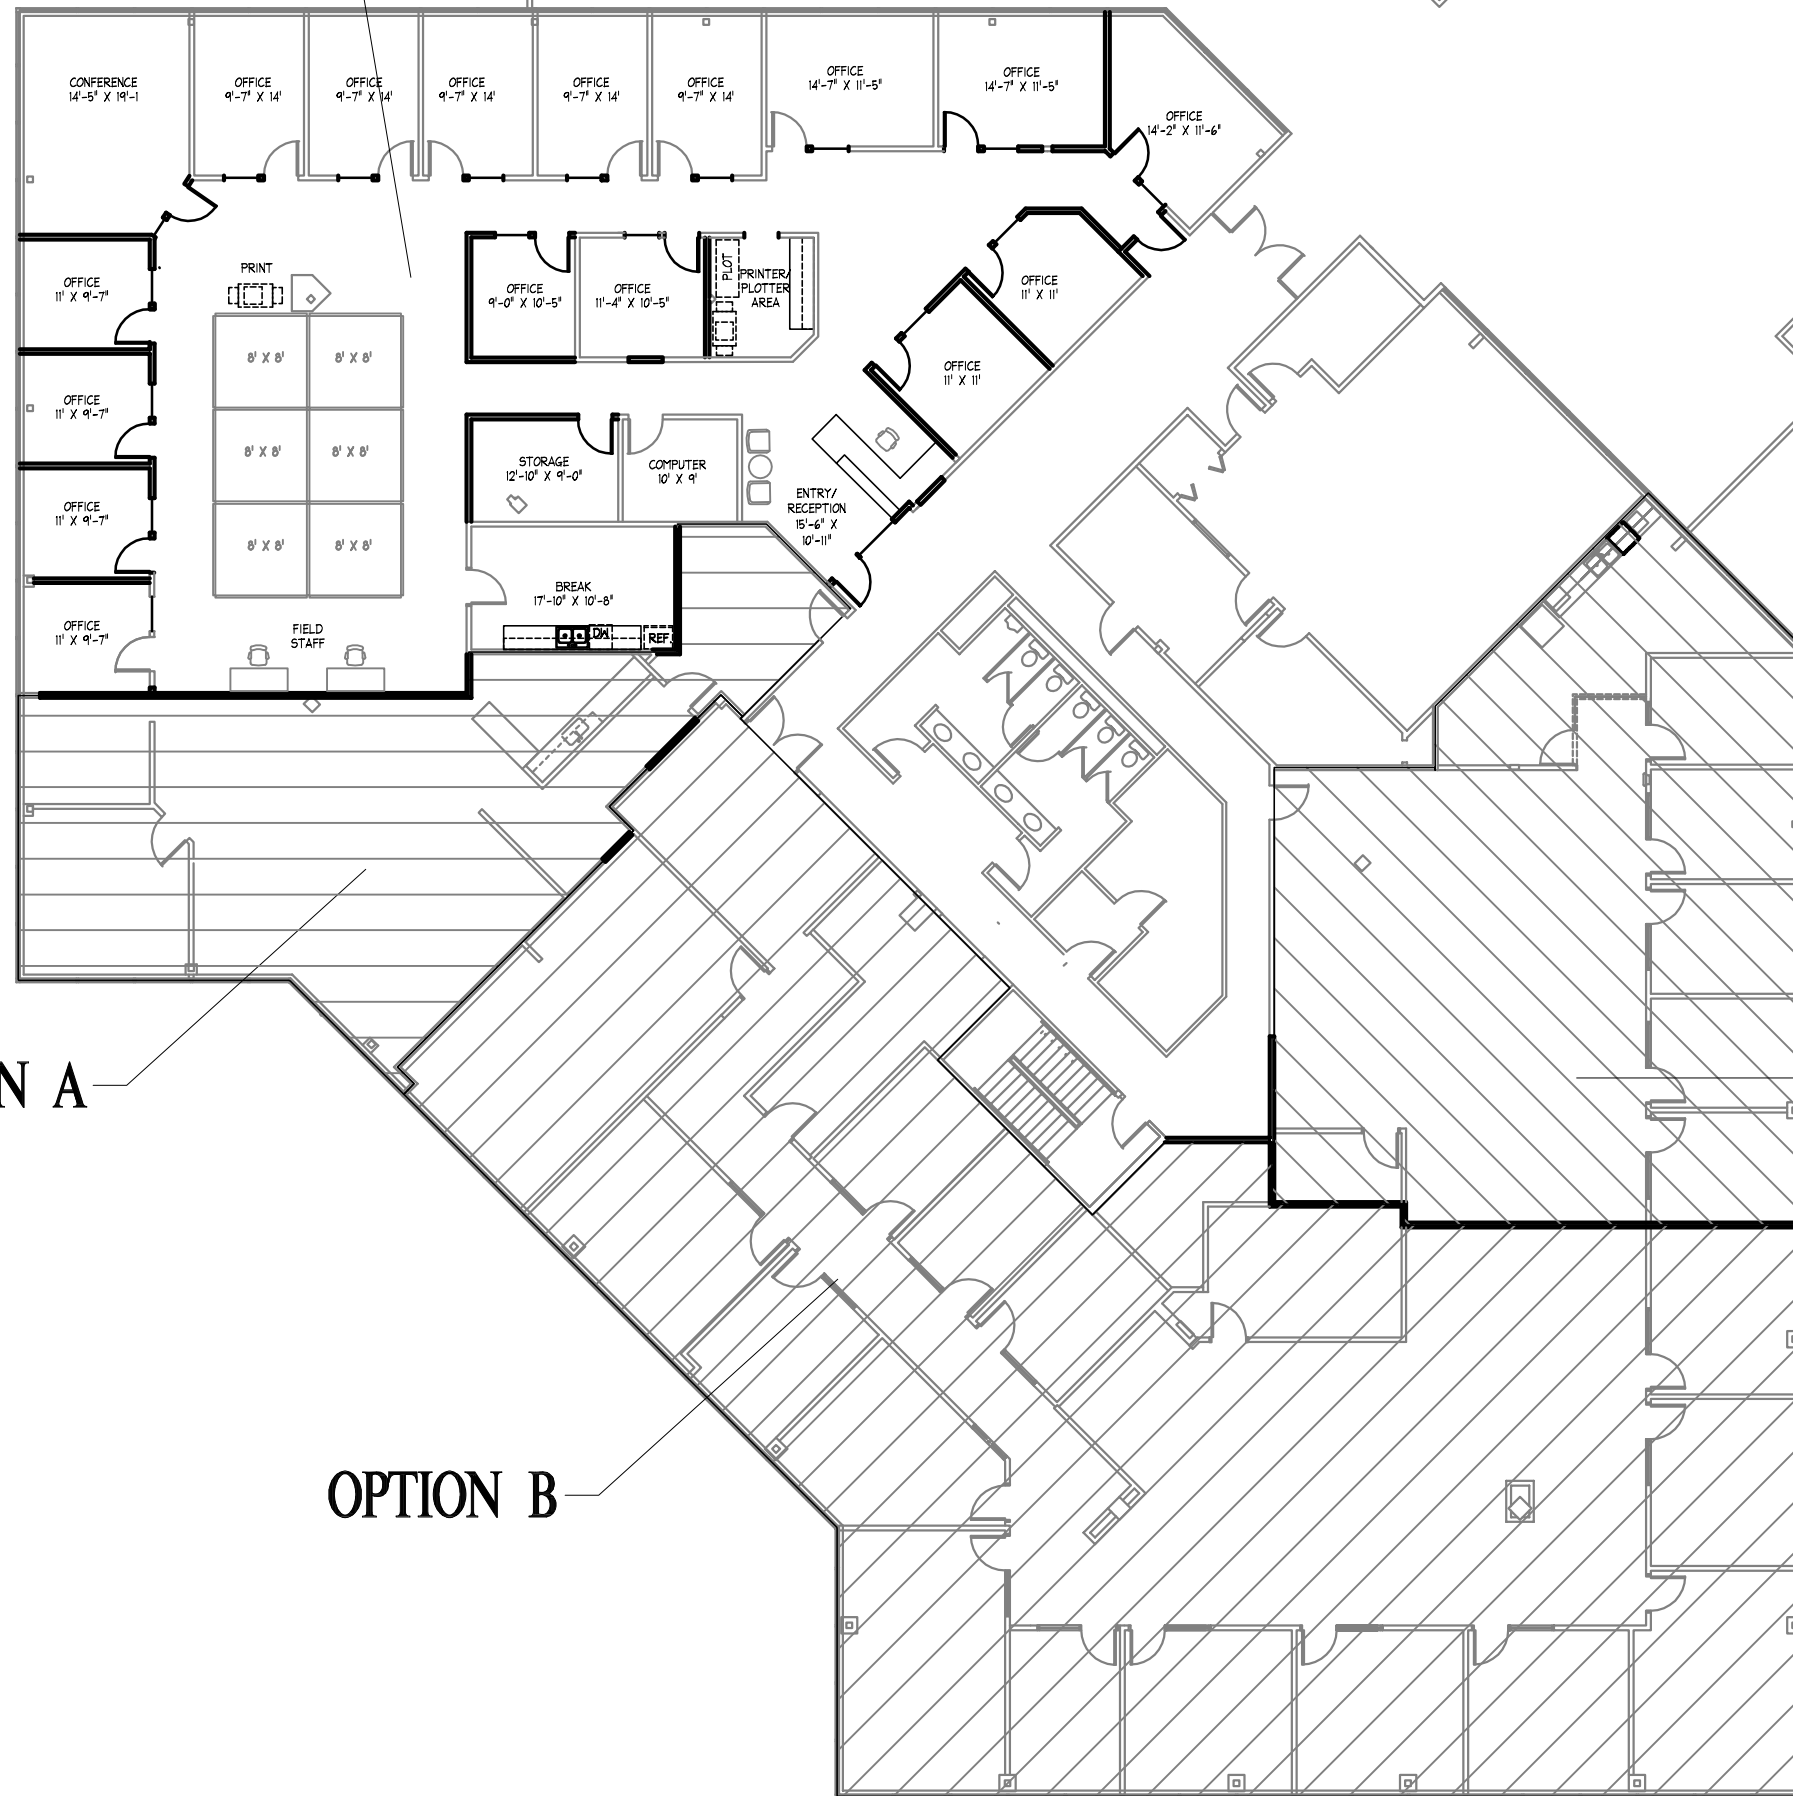 CONFERENCE
14'-5" X 19'-1
OFFICE
9'-7" X 14'
OFFICE
9'-7" X 14'
OFFICE
9'-7" X 14'
OFFICE
9'-7" X 14'
OFFICE
9'-7" X 14'
OFFICE
14'-7" X 11'-5"
OFFICE
14'-7" X 11'-5"
OFFICE
14'-2" X 11'-6"
OFFICE
11' X 9'-7"
PRINT
OFFICE
9'-0" X 10'-5"
OFFICE
11'-4" X 10'-5"
PLOT
PRINTER/
PLOTTER
AREA
OFFICE
11' X 11'
OFFICE
11' X 11'
8' X 8'
8' X 8'
OFFICE
11' X 9'-7"
8' X 8'
8' X 8'
STORAGE
12'-10" X 9'-0"
COMPUTER
10' X 9'
ENTRY/
RECEPTION
15'-6" X
10'-11"
OFFICE
11' X 9'-7"
8' X 8'
8' X 8'
BREAK
17'-10" X 10'-8"
DW
REF.
OFFICE
11' X 9'-7"
FIELD
STAFF
N A
OPTION B